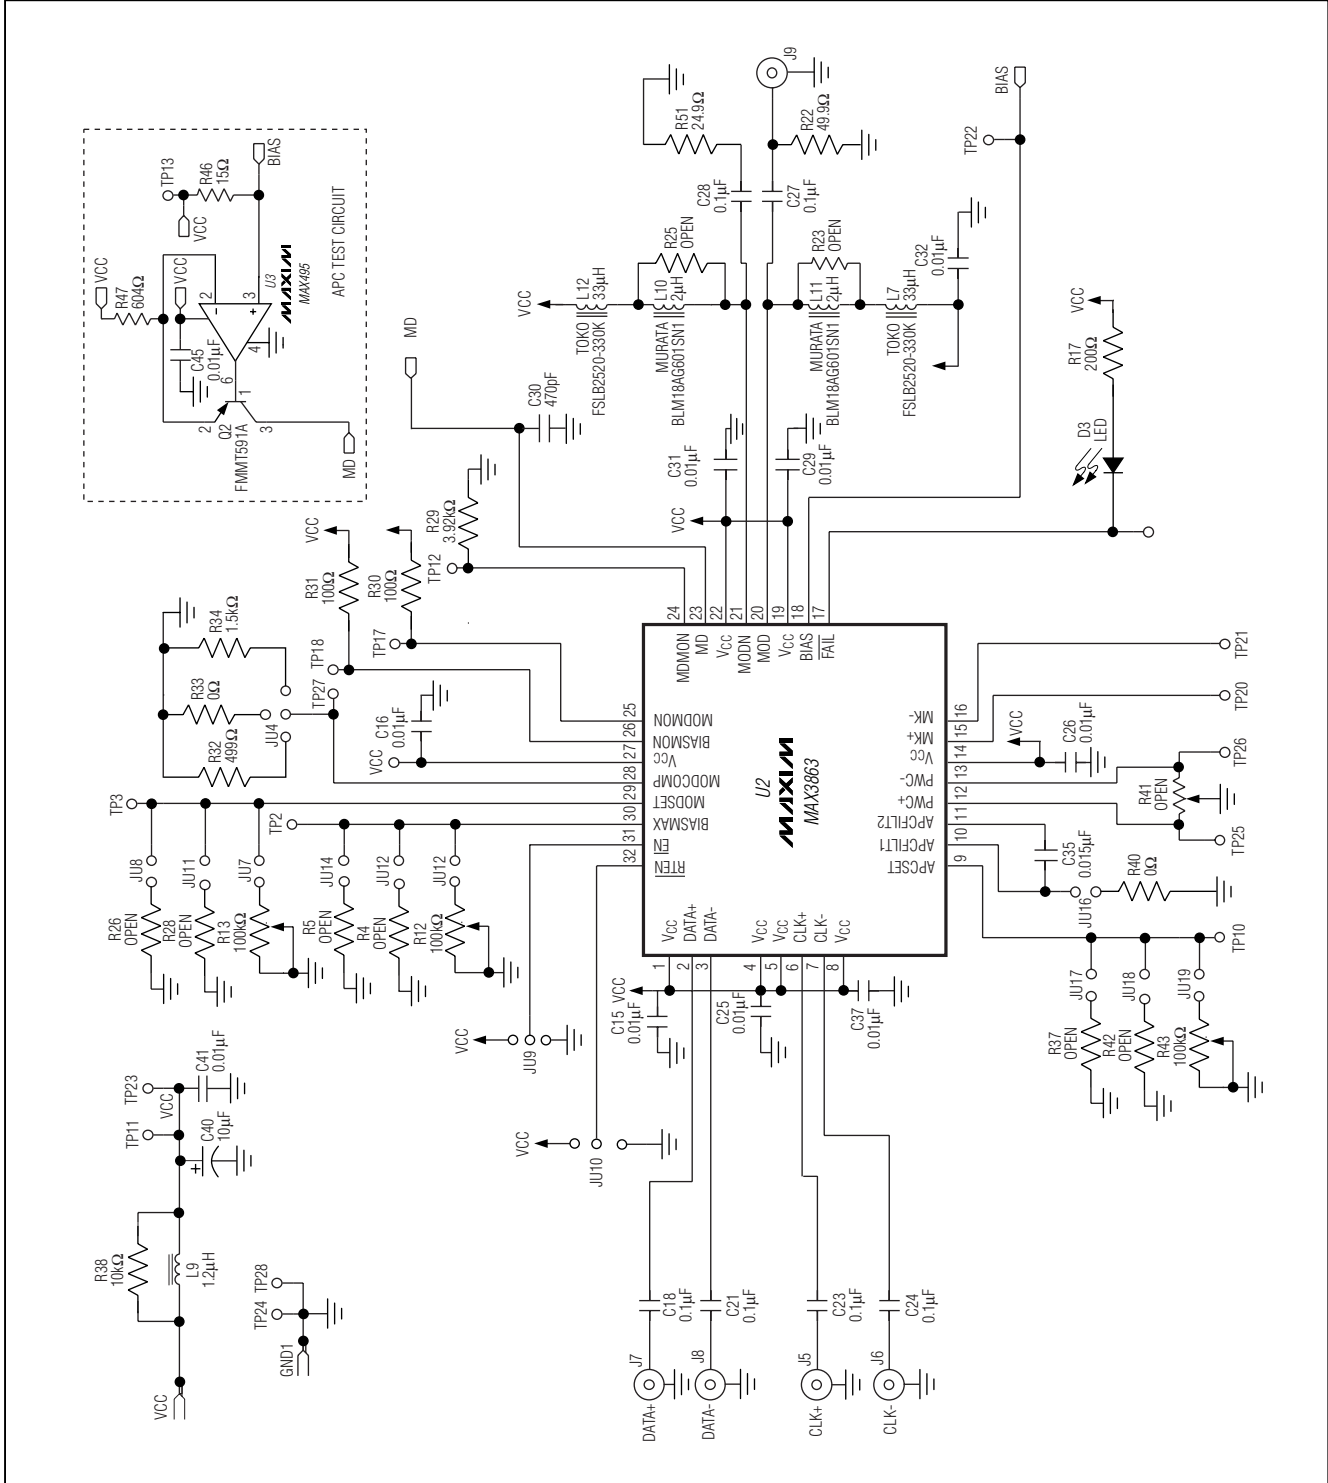 VCC
R38
10kΩ
L9
1.2µH
TP11
TP23
VCC
C40
10µF
C41
0.01µF
GND1
TP24
TP28
APC TEST CIRCUIT
VCC
R47
604Ω
VCC
C45
0.01µF
VCC
TP13
R46
15Ω
BIAS
U3
MAXIM
MAX495
2
3
4
6
1
2
3
Q2
FMMT591A
MD
TP3
JU8
R26
OPEN
JU11
R28
OPEN
JU7
R13
100kΩ
TP2
JU14
R5
OPEN
JU12
R4
OPEN
JU12
R12
100kΩ
VCC
JU9
VCC
JU10
R32
499Ω
R33
0Ω
R34
1.5kΩ
JU4
TP27
TP18
TP17
VCC
R31
100Ω
R30
100Ω
VCC
C16
0.01µF
TP12
R29
3.92kΩ
MD
C30
470pF
VCC
C31
0.01µF
C29
0.01µF
VCC
L12
33µH
TOKO
FSLB2520-330K
L10
2µH
MURATA
BLM18AG601SN1
R25
OPEN
C28
0.1µF
R51
24.9Ω
J9
R22
49.9Ω
C27
0.1µF
R23
OPEN
L11
2µH
MURATA
BLM18AG601SN1
L7
33µH
TOKO
FSLB2520-330K
C32
0.01µF
TP22
BIAS
VCC
R17
200Ω
D3
LED
U2
MAXIM
MAX3863
32
31
30
29
28
27
26
25
RTEN
EN
BIASMAX
MODSET
MODCOMP
VCC
BIASMON
MODMON
24
23
22
21
20
19
18
17
MDMON
MD
VCC
MODN
MOD
VCC
BIAS
FAIL
16
15
14
13
12
11
10
9
MK-
MK+
VCC
PWC-
PWC+
APCFILT2
APCFILT1
APCSET
1
2
3
4
5
6
7
8
VCC
DATA+
DATA-
VCC
VCC
CLK+
CLK-
VCC
VCC
C15
0.01µF
C25
0.01µF
C37
0.01µF
TP21
TP20
VCC
C26
0.01µF
TP26
R41
OPEN
TP25
C35
0.015µF
JU16
R40
0Ω
TP10
JU17
R37
OPEN
JU18
R42
OPEN
JU19
R43
100kΩ
DATA+
J7
C18
0.1µF
DATA-
J8
C21
0.1µF
CLK+
J5
C23
0.1µF
CLK-
J6
C24
0.1µF